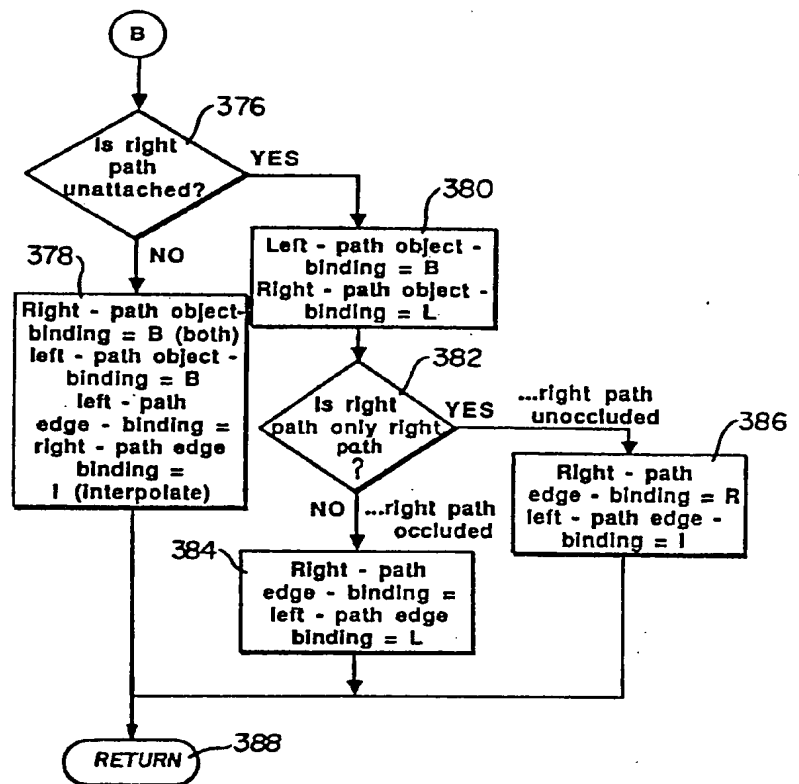 B
376
Is right
path
unattached?
YES
NO
380
Left - path object -
binding = B
Right - path object -
binding = L
378
Right - path object-
binding = B (both)
left - path object -
binding = B
left - path
edge - binding =
right - path edge
binding =
I (interpolate)
382
Is right
path only right
path
?
YES
...right path
unoccluded
386
Right - path
edge - binding = R
left - path edge -
binding = I
NO
...right path
occluded
384
Right - path
edge - binding =
left - path edge
binding = L
RETURN
388